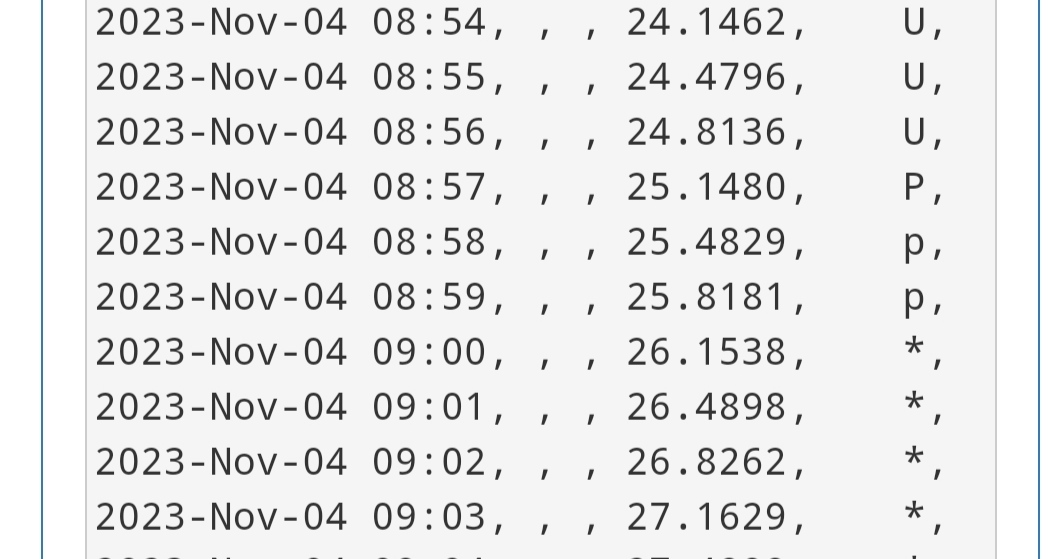 2023-Nov-04 08:54, , , 24.1462,    U,
2023-Nov-04 08:55, , , 24.4796,    U,
2023-Nov-04 08:56, , , 24.8136,    U,
2023-Nov-04 08:57, , , 25.1480,    P,
2023-Nov-04 08:58, , , 25.4829,    p,
2023-Nov-04 08:59, , , 25.8181,    p,
2023-Nov-04 09:00, , , 26.1538,    *,
2023-Nov-04 09:01, , , 26.4898,    *,
2023-Nov-04 09:02, , , 26.8262,    *,
2023-Nov-04 09:03, , , 27.1629,    *,